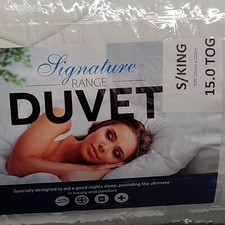 Signature
RANGE
DUVET
Specially designed to aid a good nights sleep, providing the ultimate
in luxury and comfort
S/KING
15.0 TOG